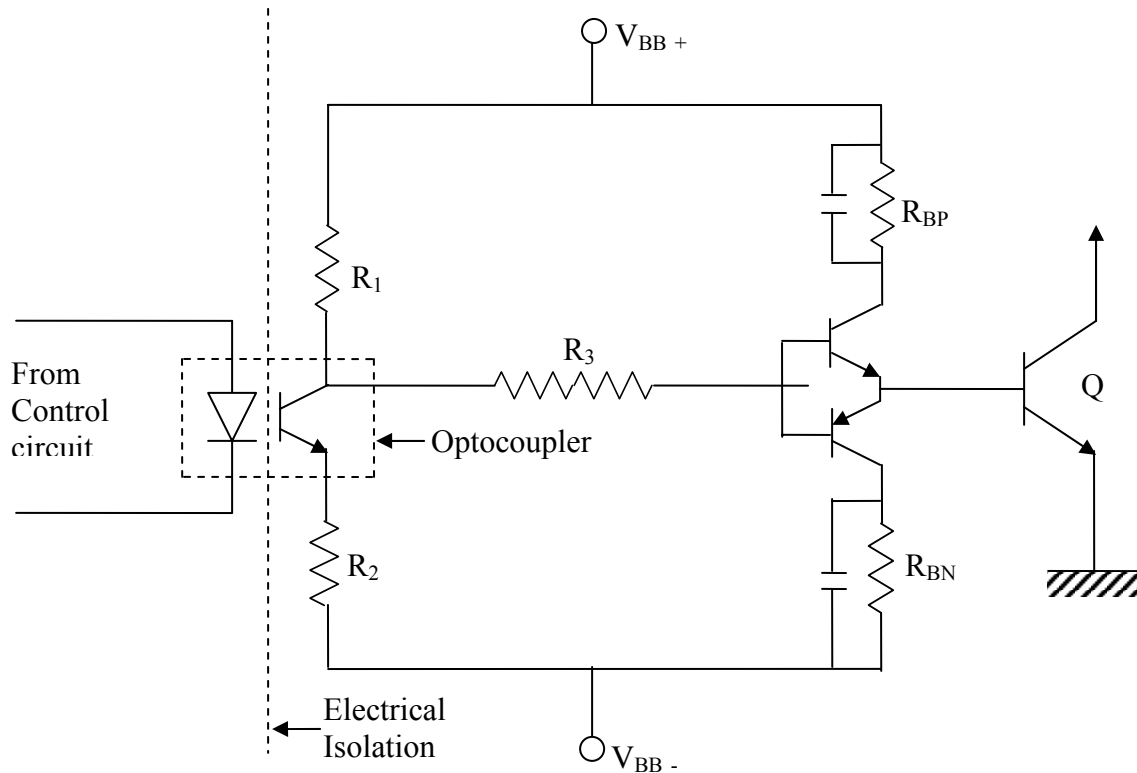 V_BB +
R_BP
R_1
R_3
From
Control
circuit
Q
Optocoupler
R_2
R_BN
Electrical
Isolation
V_BB -